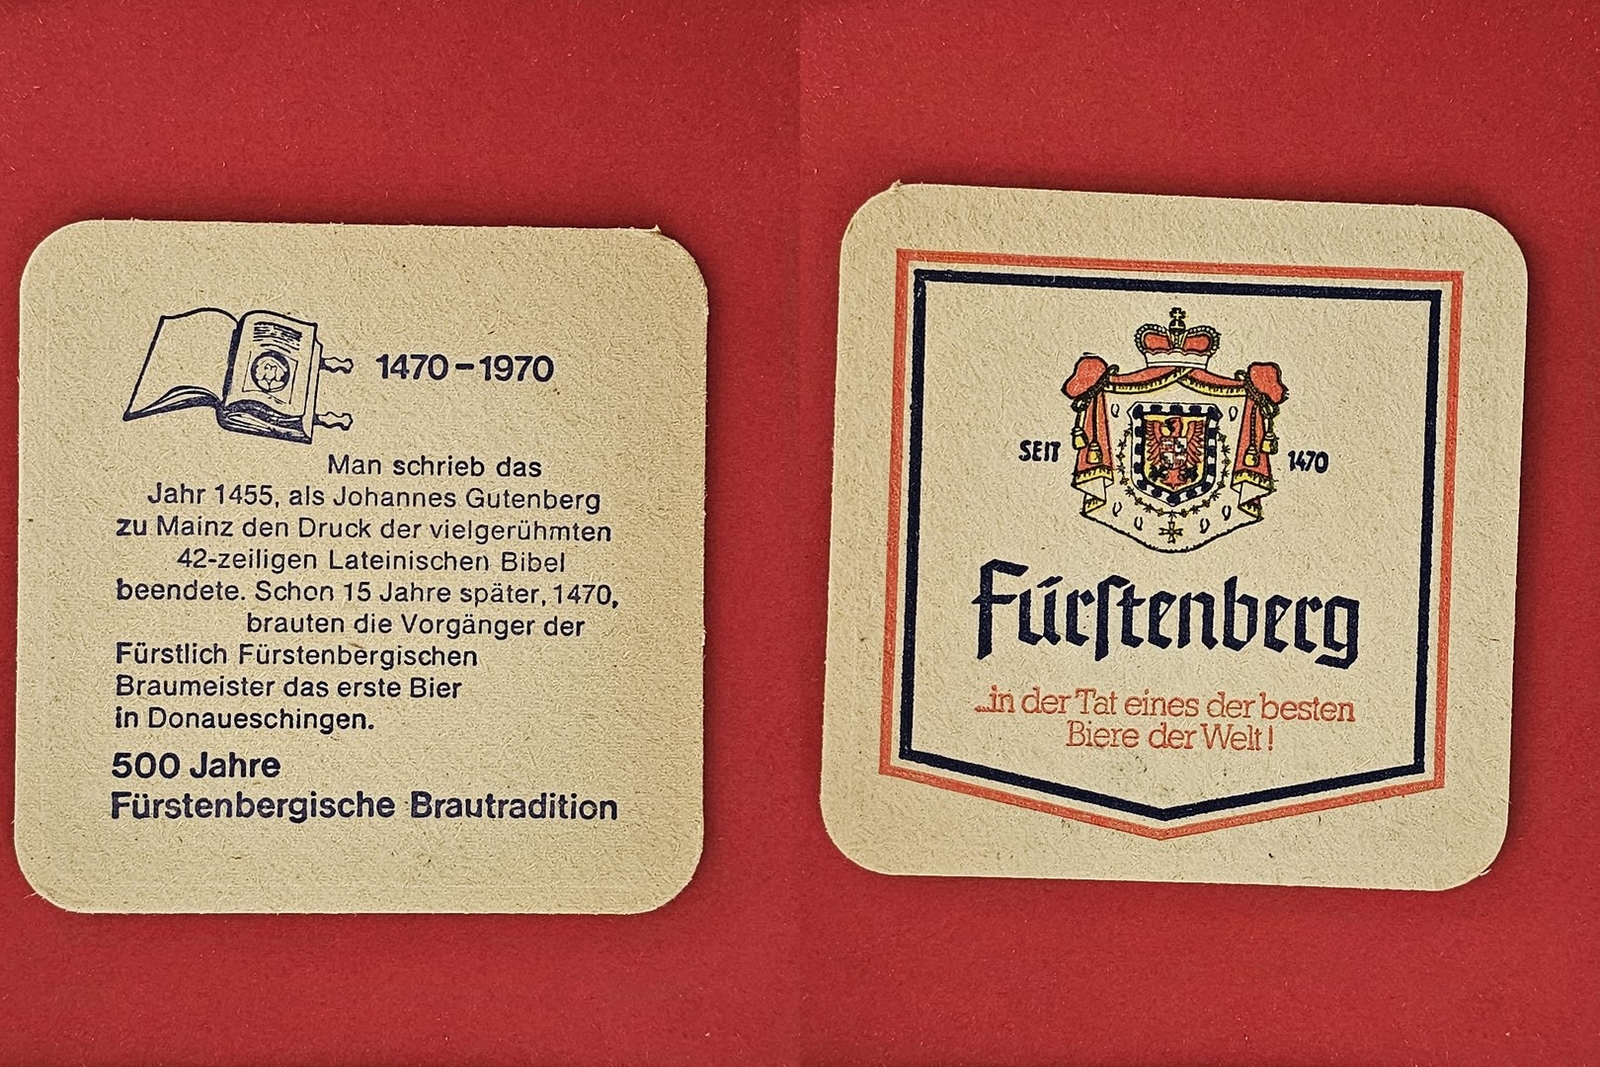 1470-1970
Man schrieb das
Jahr 1455, als Johannes Gutenberg
zu Mainz den Druck der vielgerühmten
42-zeiligen Lateinischen Bibel
beendete. Schon 15 Jahre später, 1470,
brauten die Vorgänger der
Fürstlich Fürstenbergischen
Braumeister das erste Bier
in Donaueschingen.
500 Jahre
Fürstenbergische Brautradition
SEIT 1470
Fürstenberg
...in der Tat eines der besten
Biere der Welt!